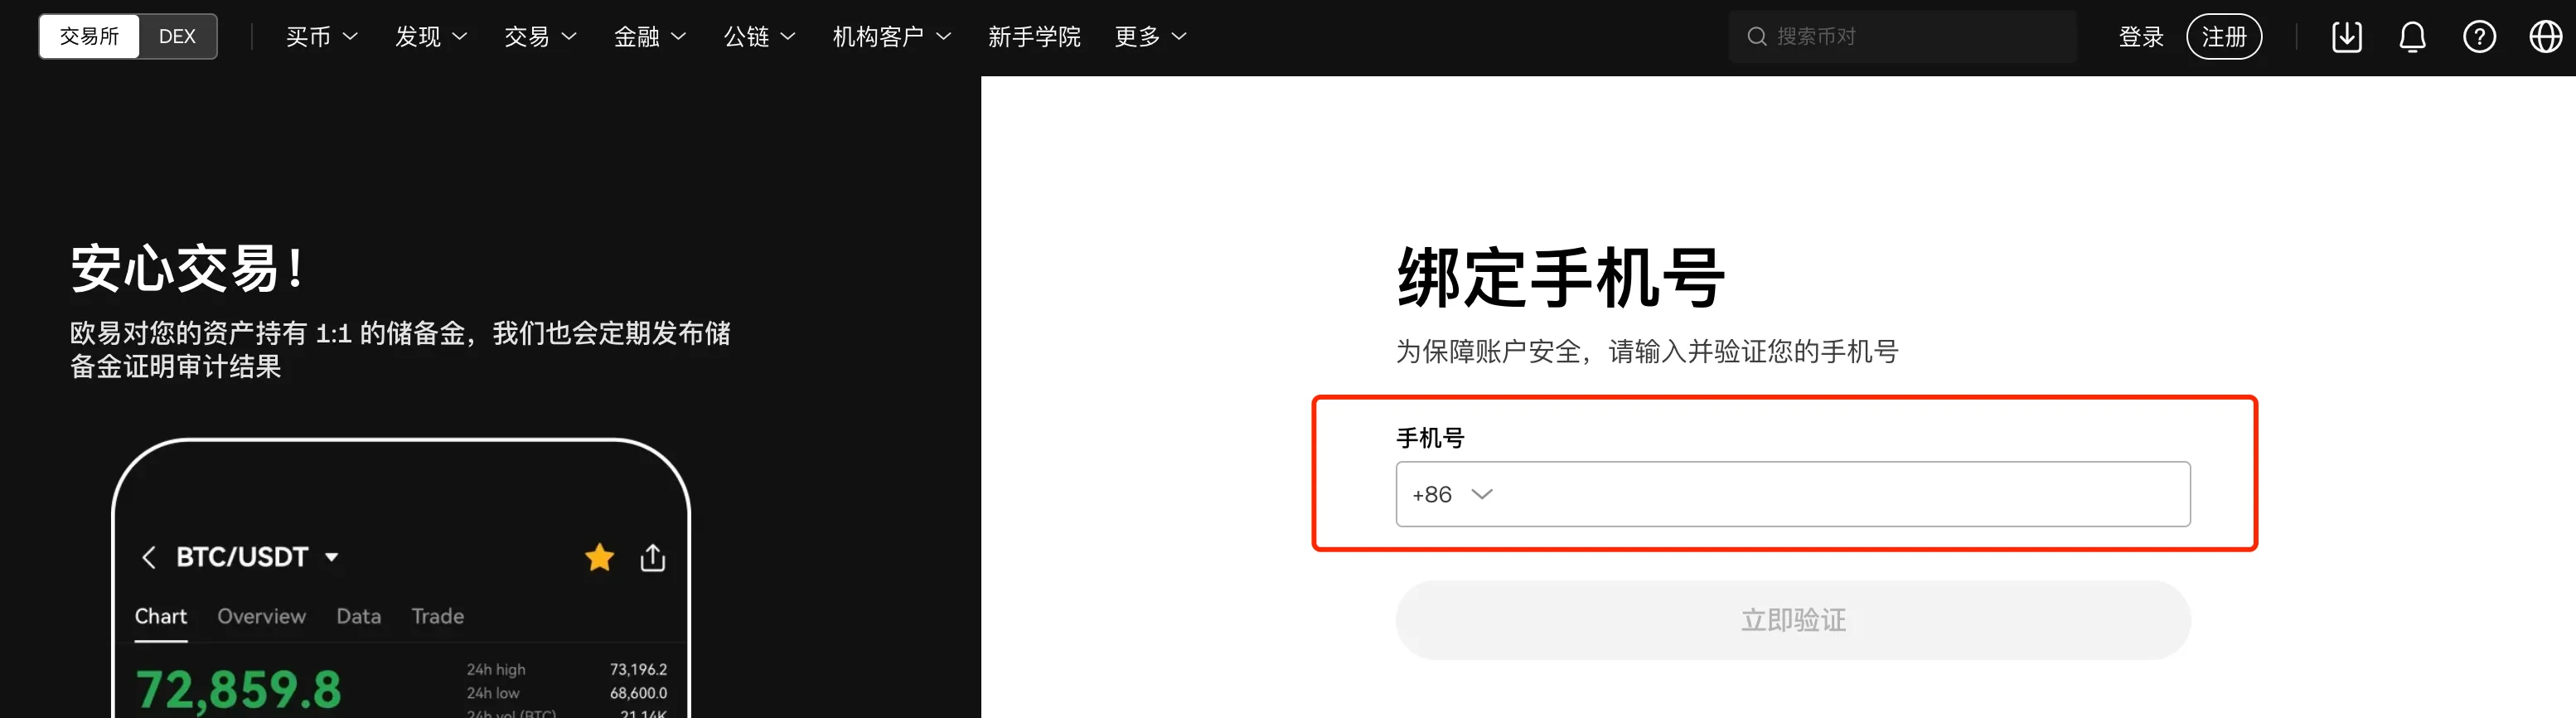 交易所 DEX 买币 发现 交易 金融 公链 机构客户 新手学院 更多 搜索币对 登录 注册
安心交易！
欧易对您的资产持有 1:1 的储备金，我们也会定期发布储
备金证明审计结果
BTC/USDT
Chart Overview Data Trade
72,859.8
24h high 73,196.2
24h low 68,600.0
24h vol (BTC) 21.14K
绑定手机号
为保障账户安全，请输入并验证您的手机号
手机号
+86
立即验证